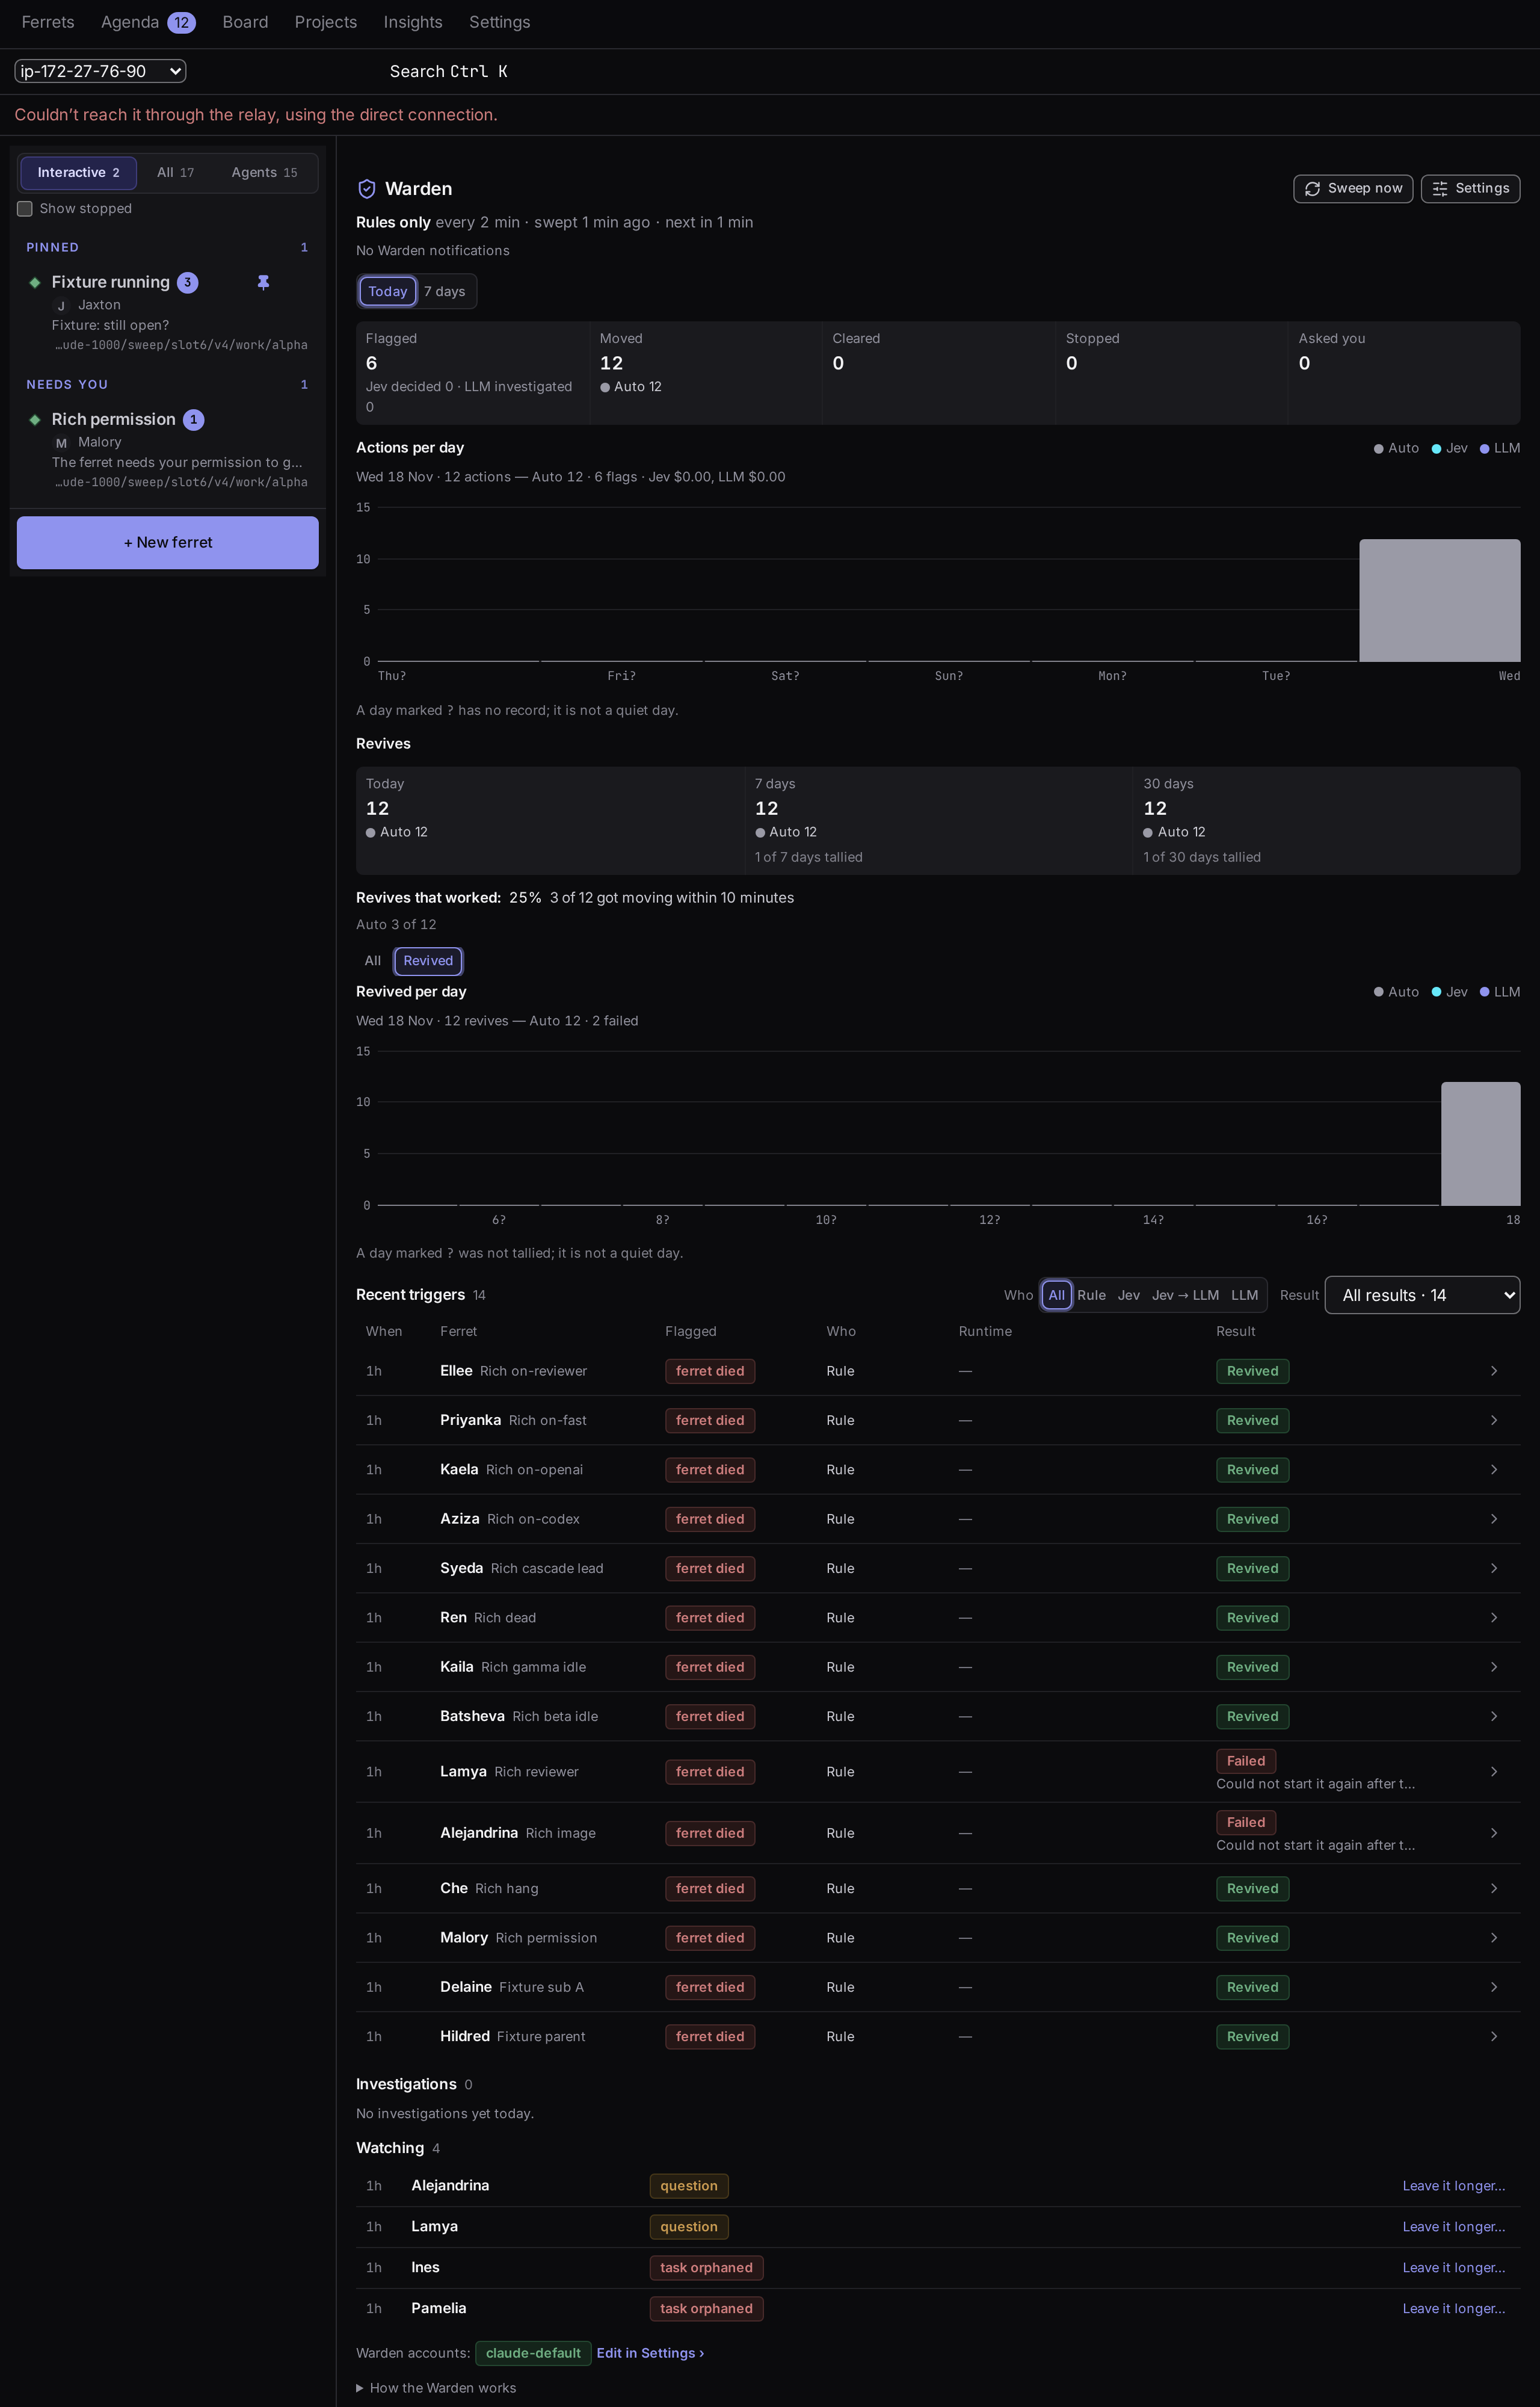 Ferrets Agenda 12 Board Projects Insights Settings
ip-172-27-76-90 Search Ctrl K
Couldn’t reach it through the relay, using the direct connection.
Interactive 2 All 17 Agents 15
Show stopped
PINNED 1
Fixture running 3
J Jaxton
Fixture: still open?
…ude-1000/sweep/slot6/v4/work/alpha
NEEDS YOU 1
Rich permission 1
M Malory
The ferret needs your permission to g…
…ude-1000/sweep/slot6/v4/work/alpha
+ New ferret
Warden Sweep now Settings
Rules only every 2 min · swept 1 min ago · next in 1 min
No Warden notifications
Today 7 days
Flagged Moved Cleared Stopped Asked you
6 12 0 0 0
Jev decided 0 · LLM investigated Auto 12
0
Actions per day Auto Jev LLM
Wed 18 Nov · 12 actions — Auto 12 · 6 flags · Jev $0.00, LLM $0.00
15
10
5
0
Thu? Fri? Sat? Sun? Mon? Tue? Wed
A day marked ? has no record; it is not a quiet day.
Revives
Today 7 days 30 days
12 12 12
Auto 12 Auto 12 Auto 12
1 of 7 days tallied 1 of 30 days tallied
Revives that worked: 25% 3 of 12 got moving within 10 minutes
Auto 3 of 12
All Revived
Revived per day Auto Jev LLM
Wed 18 Nov · 12 revives — Auto 12 · 2 failed
15
10
5
0
6? 8? 10? 12? 14? 16? 18
A day marked ? was not tallied; it is not a quiet day.
Recent triggers 14 Who All Rule Jev Jev → LLM LLM Result All results · 14
When Ferret Flagged Who Runtime Result
1h Ellee Rich on-reviewer ferret died Rule — Revived
1h Priyanka Rich on-fast ferret died Rule — Revived
1h Kaela Rich on-openai ferret died Rule — Revived
1h Aziza Rich on-codex ferret died Rule — Revived
1h Syeda Rich cascade lead ferret died Rule — Revived
1h Ren Rich dead ferret died Rule — Revived
1h Kaila Rich gamma idle ferret died Rule — Revived
1h Batsheva Rich beta idle ferret died Rule — Revived
1h Lamya Rich reviewer ferret died Rule — Failed
Could not start it again after t…
1h Alejandrina Rich image ferret died Rule — Failed
Could not start it again after t…
1h Che Rich hang ferret died Rule — Revived
1h Malory Rich permission ferret died Rule — Revived
1h Delaine Fixture sub A ferret died Rule — Revived
1h Hildred Fixture parent ferret died Rule — Revived
Investigations 0
No investigations yet today.
Watching 4
1h Alejandrina question Leave it longer…
1h Lamya question Leave it longer…
1h Ines task orphaned Leave it longer…
1h Pamelia task orphaned Leave it longer…
Warden accounts: claude-default Edit in Settings ›
▶ How the Warden works